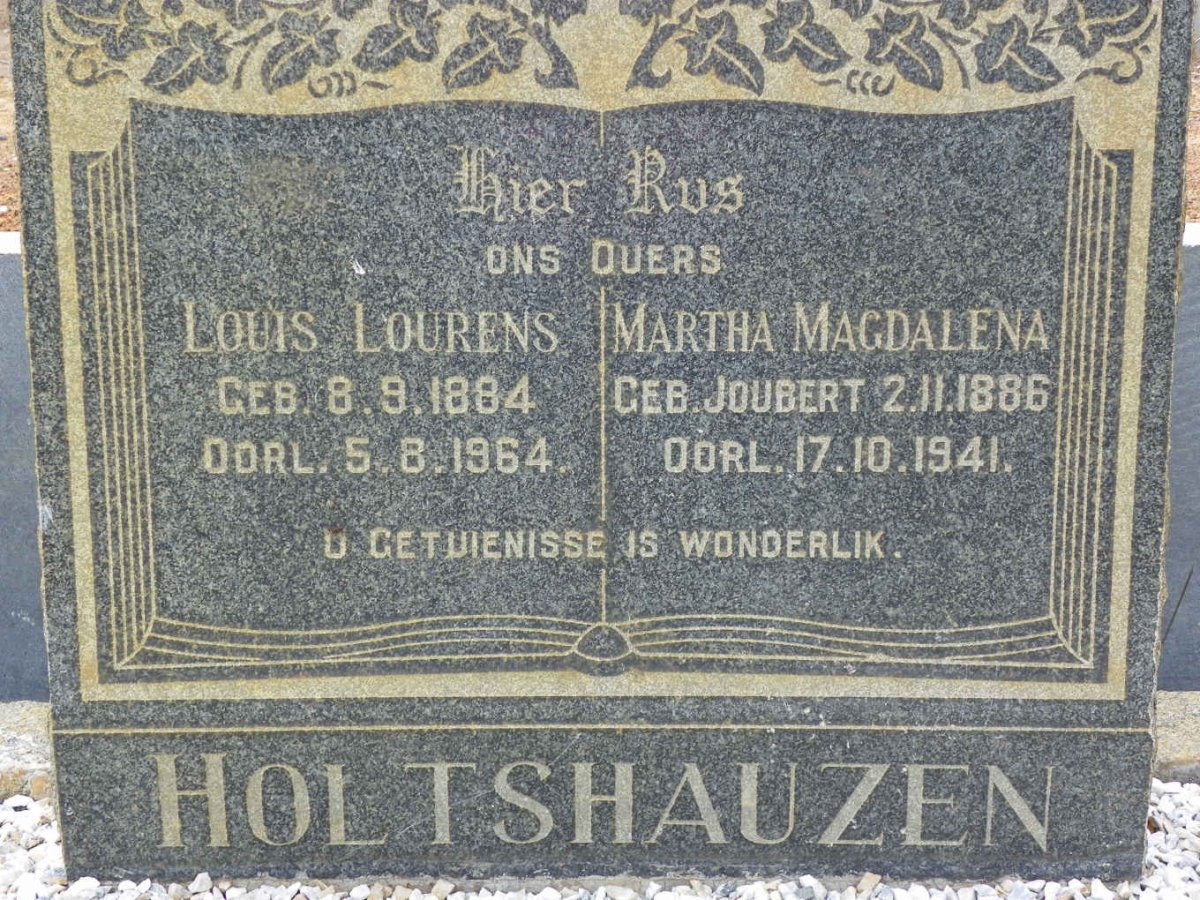 Hier Rus
ONS OUERS
LOUIS LOURENS
GEB. 8.9.1884
OORL. 5.8.1964.
MARTHA MAGDALENA
GEB. JOUBERT 2.11.1886
OORL. 17.10.1941.
U GETUIENISSE IS WONDERLIK.
HOLTSHAUZEN